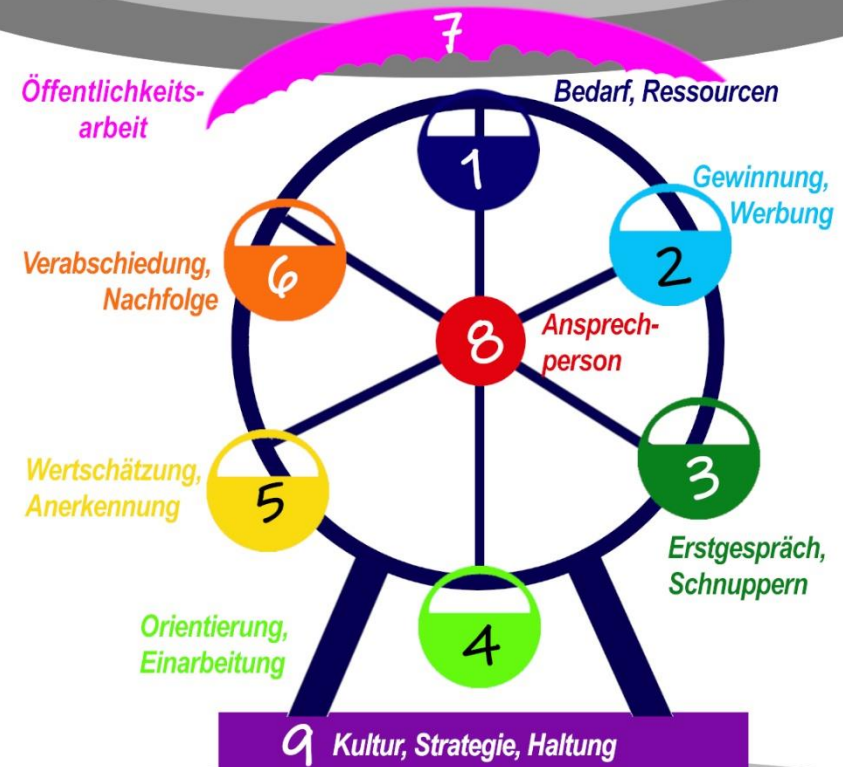 7
Öffentlichkeits-
arbeit
Bedarf, Ressourcen
1
Gewinnung,
Werbung
2
Erstgespräch,
Schnuppern
3
Orientierung,
Einarbeitung
4
Wertschätzung,
Anerkennung
5
Verabschiedung,
Nachfolge
6
8
Ansprech-
person
9 Kultur, Strategie, Haltung